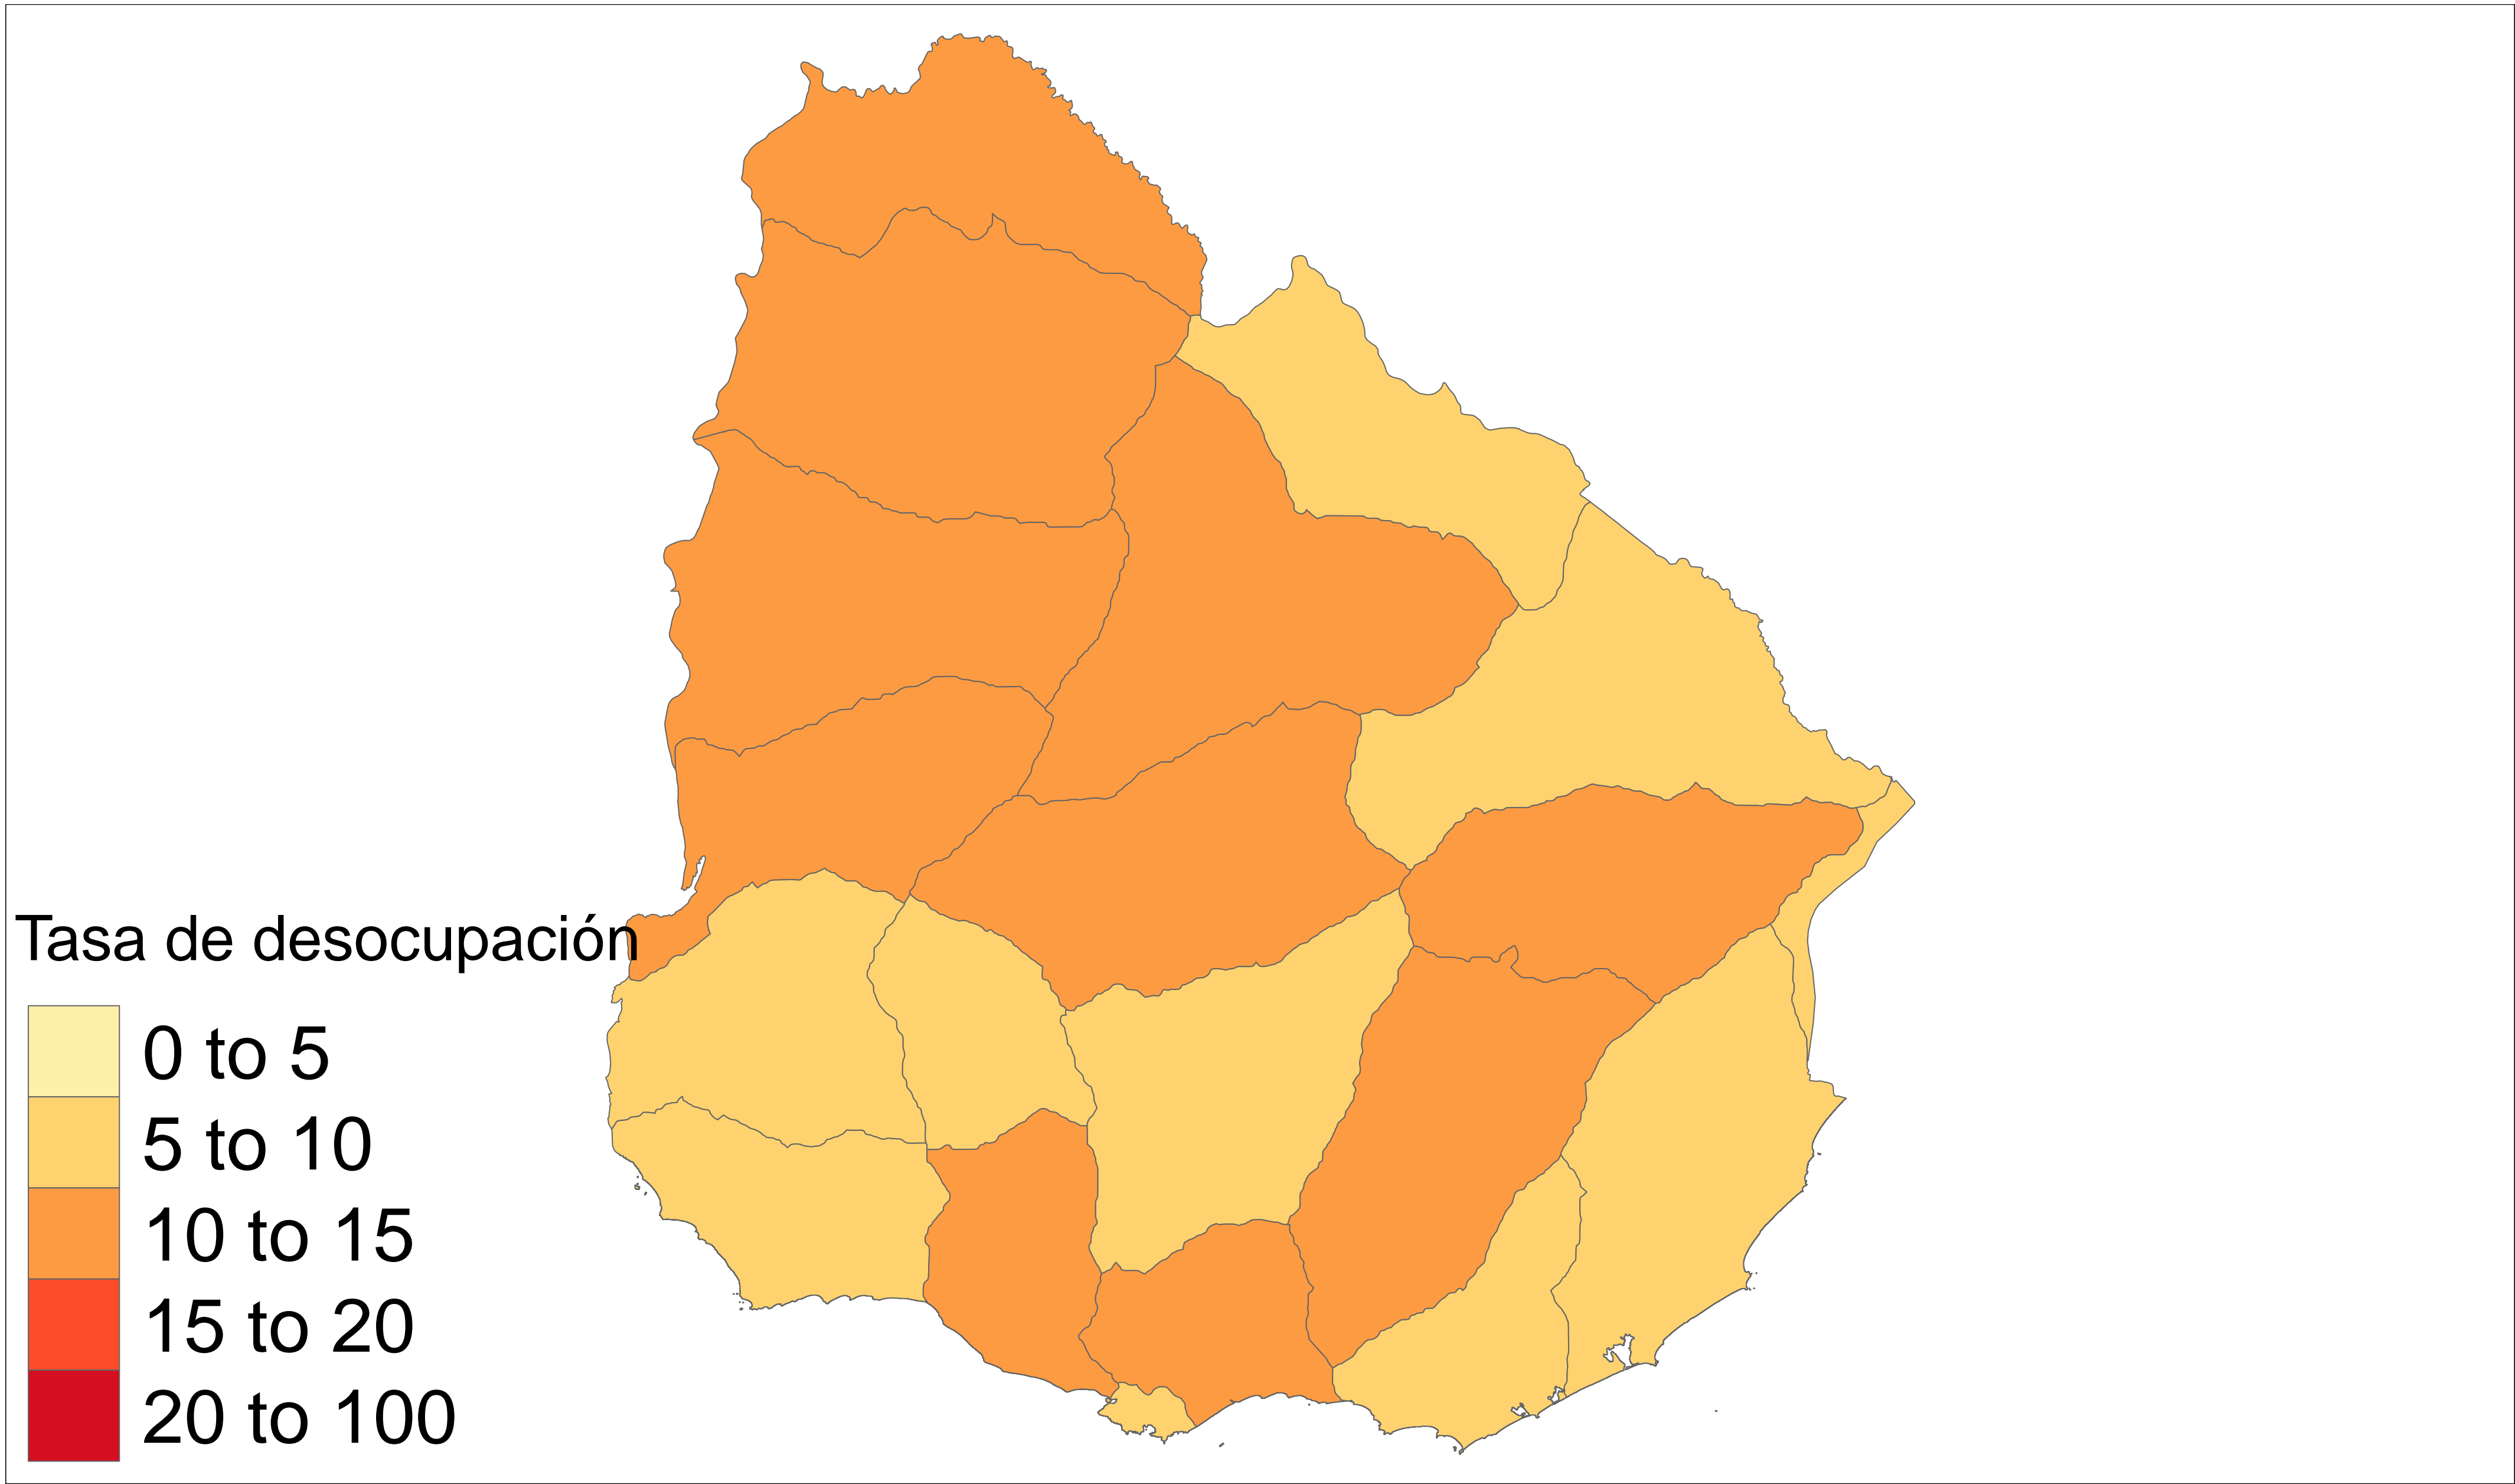 Tasa de desocupación
0 to 5
5 to 10
10 to 15
15 to 20
20 to 100